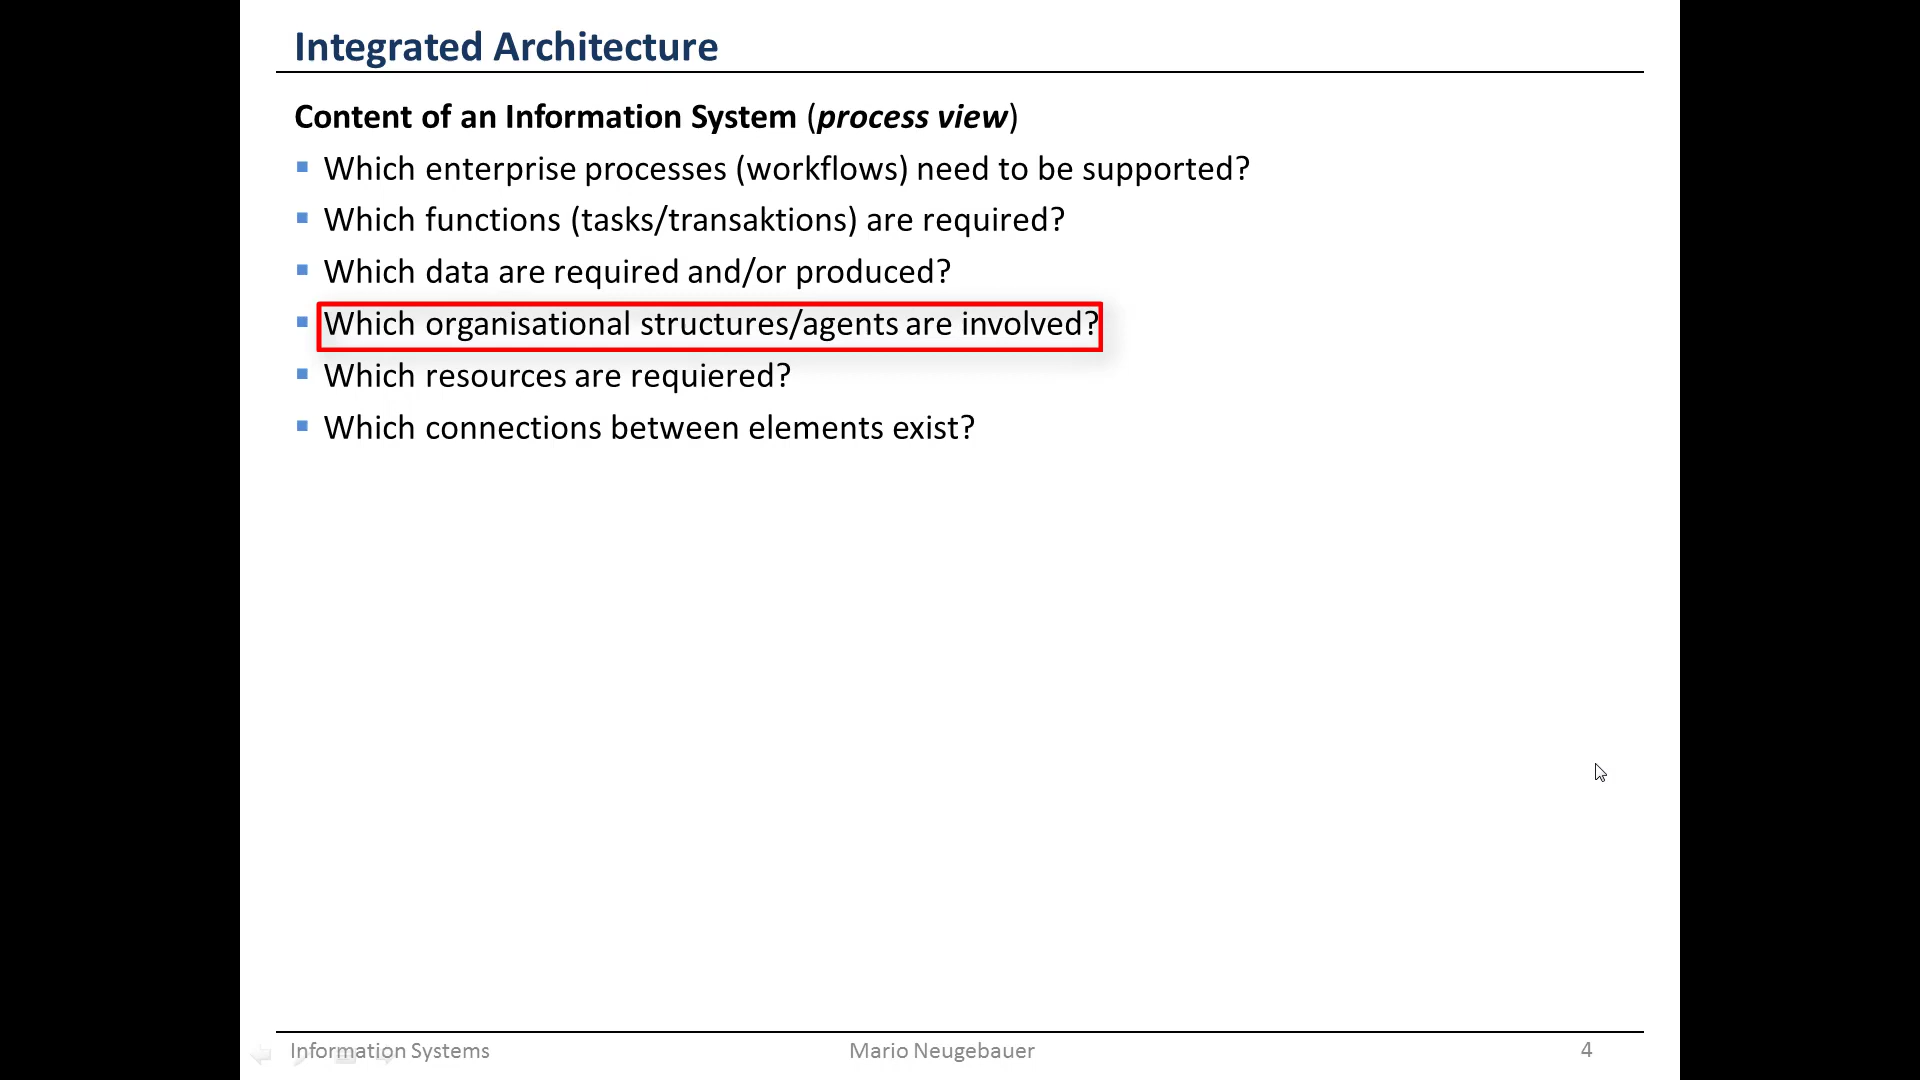 Integrated Architecture
Content of an Information System (process view)
Which enterprise processes (workflows) need to be supported?
Which functions (tasks/transaktions) are required?
Which data are required and/or produced?
Which organisational structures/agents are involved?
Which resources are requiered?
Which connections between elements exist?
Information Systems
Mario Neugebauer
4